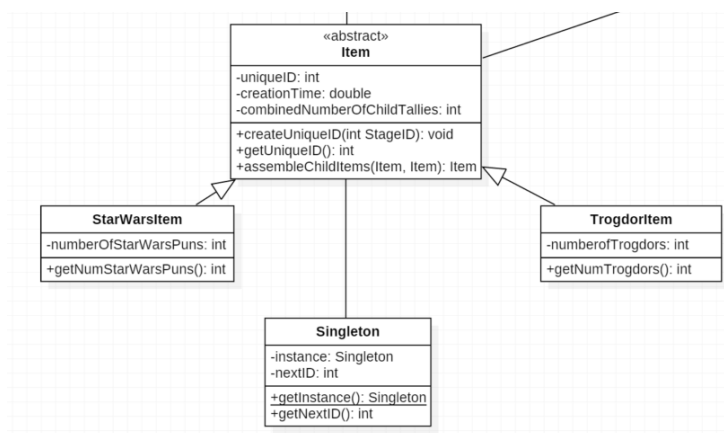 «abstract»
Item
-uniqueID: int
-creationTime: double
-combinedNumberOfChildTallies: int
+createUniqueID(int StageID): void
+getUniqueID(): int
+assembleChildItems(Item, Item): Item
StarWarsItem
-numberOfStarWarsPuns: int
+getNumStarWarsPuns(): int
TrogdorItem
-numberofTrogdors: int
+getNumTrogdors(): int
Singleton
-instance: Singleton
-nextID: int
+getInstance(): Singleton
+getNextID(): int